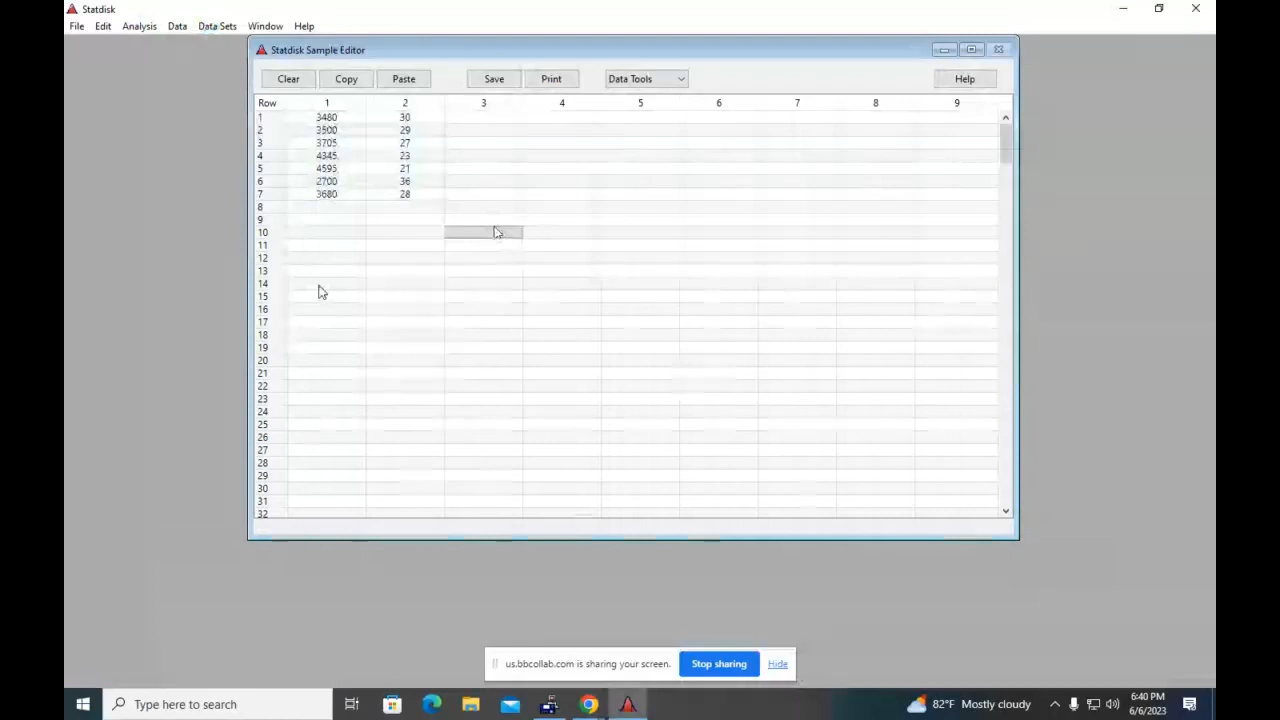 Statdisk
File Edit Analysis Data Data Sets Window Help
Statdisk Sample Editor
Clear Copy Paste Save Print Data Tools Help
Row 1 2 3 4 5 6 7 8 9
1 3480 30
2 3500 29
3 3705 27
4 4345 23
5 4595 21
6 2700 36
7 3680 28
8
9
10
11
12
13
14
15
16
17
18
19
20
21
22
23
24
25
26
27
28
29
30
31
32
us.bbcollab.com is sharing your screen. Stop sharing Hide
Type here to search
82°F Mostly cloudy
6:40 PM
6/6/2023